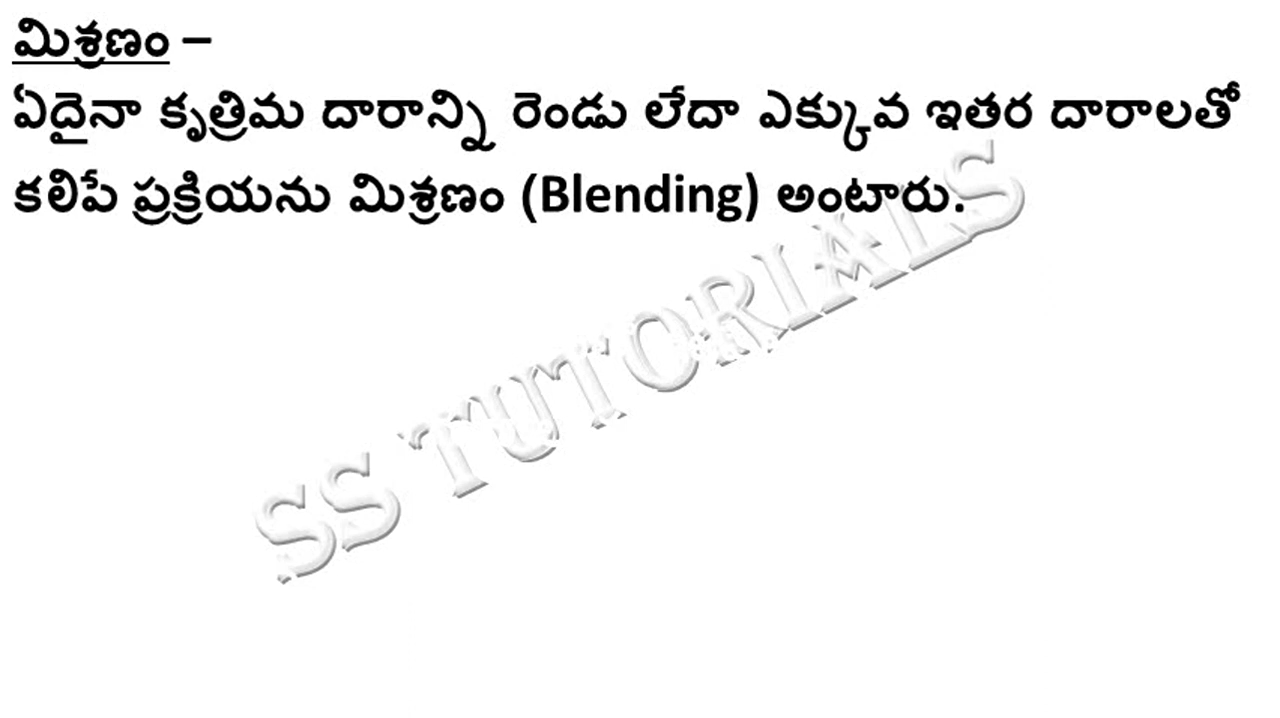 మిశ్రణం –
ఏదైనా కృత్రిమ దారాన్ని రెండు లేదా ఎక్కువ ఇతర దారాలతో
కలిపే ప్రక్రియను మిశ్రణం (Blending) అంటారు.
SS TUTORIALS